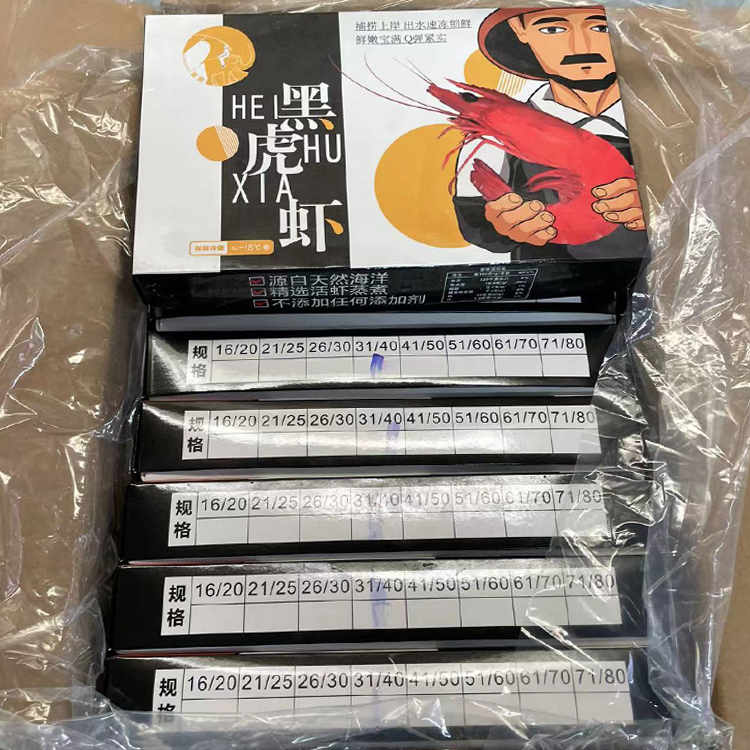 捕捞上岸 出水速冻锁鲜
鲜嫩宝满 Q弹紧实
HEI
黑
虎
HU
XIA
虾
保鲜冷藏 ≤-18℃
源自天然海洋
精选活虾蒸煮
不添加任何添加剂
规格 16/20 21/25 26/30 31/40 41/50 51/60 61/70 71/80
规格 16/20 21/25 26/30 31/40 41/50 51/60 61/70 71/80
规格 16/20 21/25 26/30 31/40 41/50 51/60 61/70 71/80
规格 16/20 21/25 26/30 31/40 41/50 51/60 61/70 71/80
规格 16/20 21/25 26/30 31/40 41/50 51/60 61/70 71/80